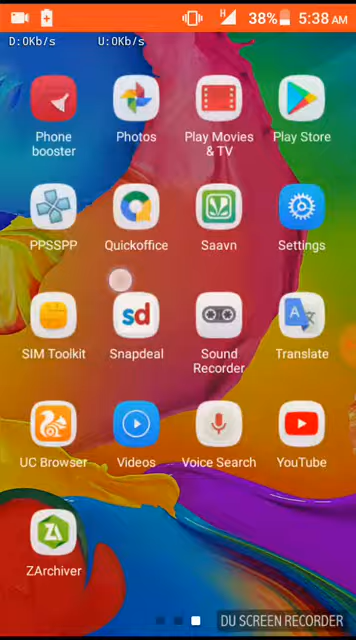 H 38% 5:38 AM
D:0Kb/s U:0Kb/s
Phone booster
Photos
Play Movies & TV
Play Store
PPSSPP
Quickoffice
Saavn
Settings
SIM Toolkit
sd
Snapdeal
Sound Recorder
A
Translate
UC Browser
Videos
Voice Search
YouTube
ZA
ZArchiver
DU SCREEN RECORDER